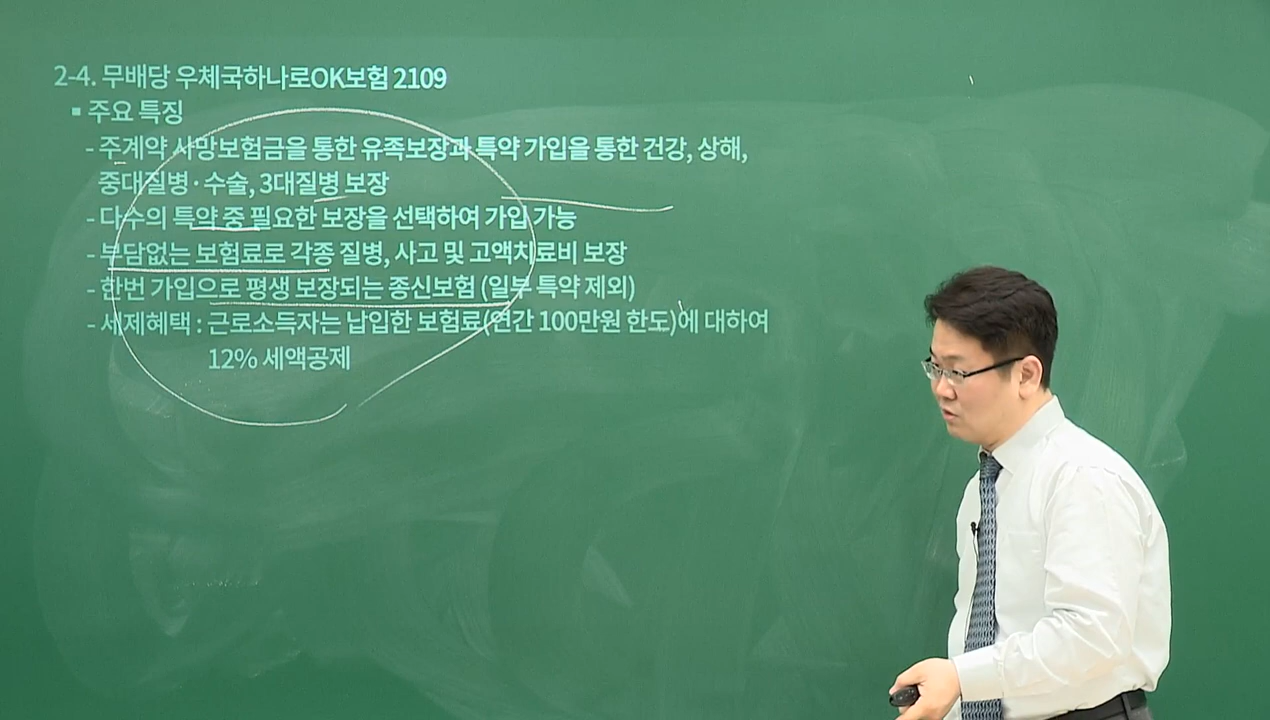 2-4. 무배당 우체국하나로OK보험 2109
▪ 주요 특징
- 주계약 사망보험금을 통한 유족보장과 특약 가입을 통한 건강, 상해,
중대질병·수술, 3대질병 보장
- 다수의 특약 중 필요한 보장을 선택하여 가입 가능
- 부담없는 보험료로 각종 질병, 사고 및 고액치료비 보장
- 한번 가입으로 평생 보장되는 종신보험 (일부 특약 제외)
- 세제혜택 : 근로소득자는 납입한 보험료(연간 100만원 한도)에 대하여
12% 세액공제